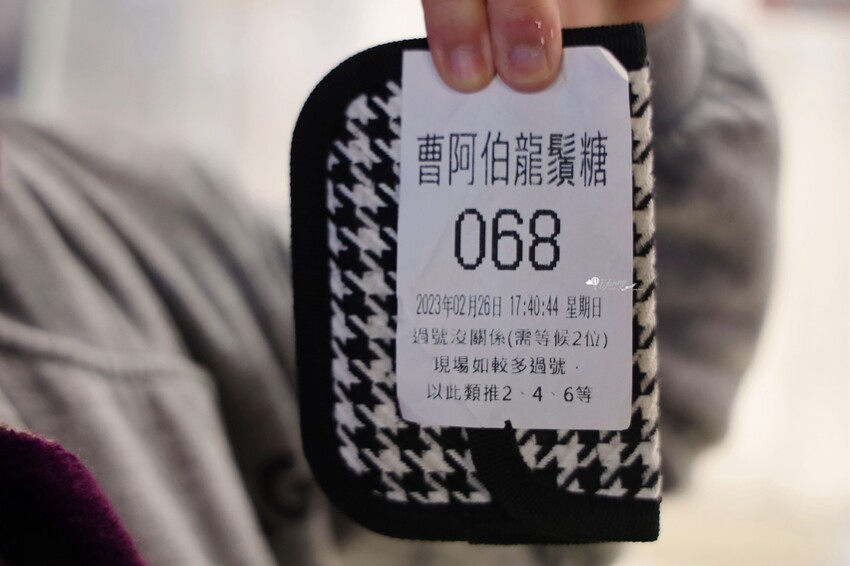 曹阿伯龍鬚糖
068
2023年02月26日 17:40:44 星期日
過號沒關係(需等候2位)
現場如較多過號，
以此類推2、4、6等